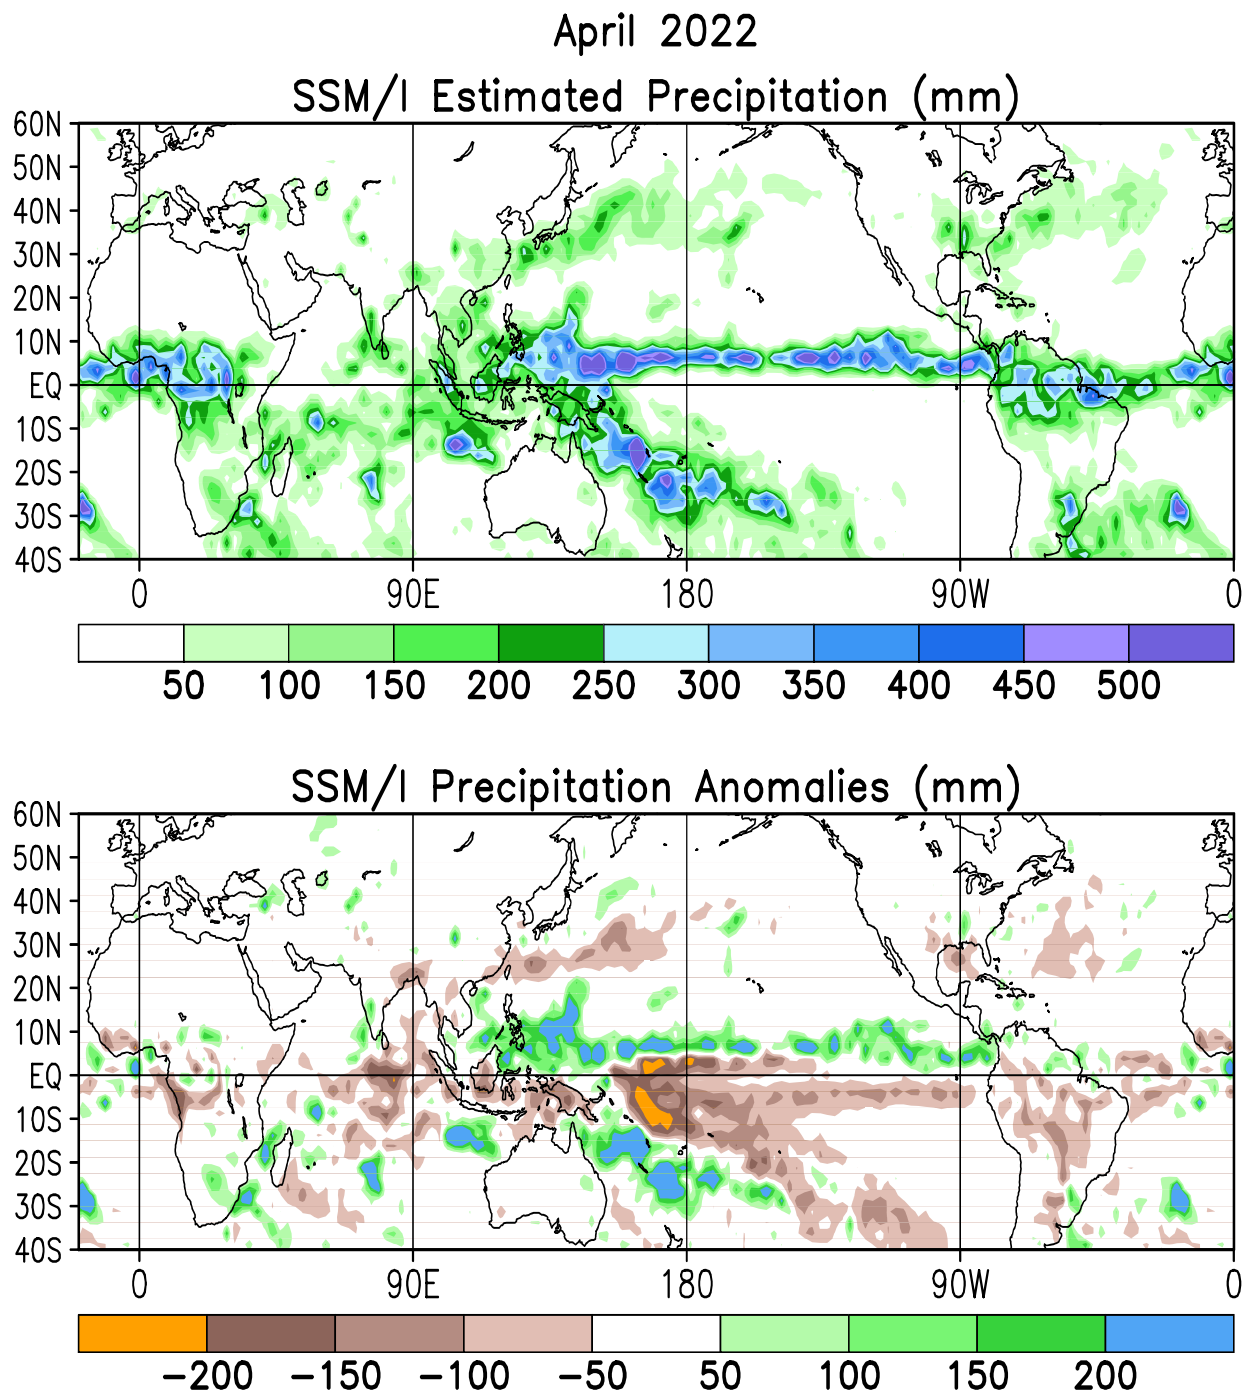 April 2022
SSM/I Estimated Precipitation (mm)
60N
50N
40N
30N
20N
10N
EQ
10S
20S
30S
40S
0 90E 180 90W 0
50 100 150 200 250 300 350 400 450 500
SSM/I Precipitation Anomalies (mm)
60N
50N
40N
30N
20N
10N
EQ
10S
20S
30S
40S
0 90E 180 90W 0
-200 -150 -100 -50 50 100 150 200